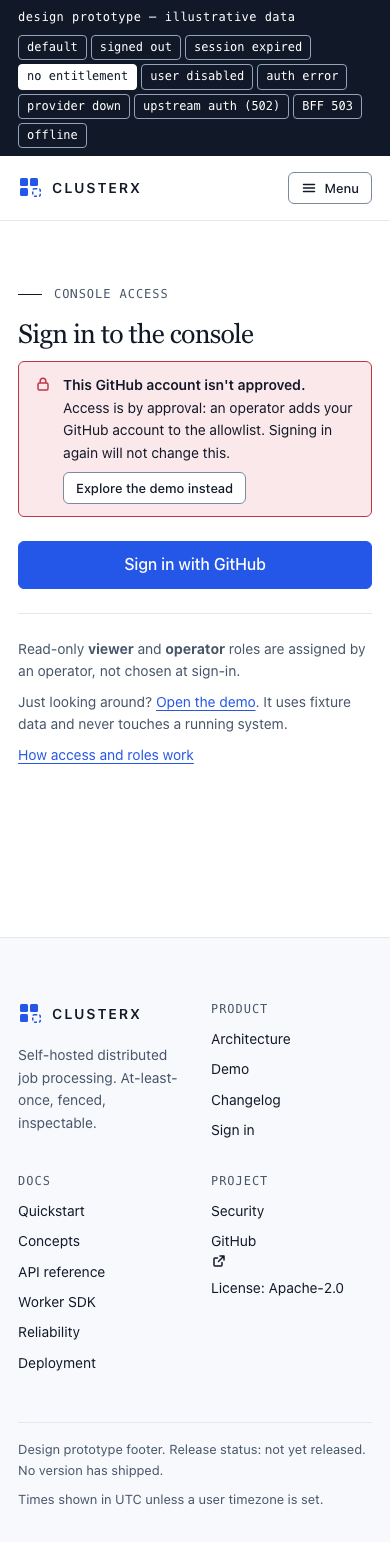 design prototype — illustrative data
default
signed out
session expired
no entitlement
user disabled
auth error
provider down
upstream auth (502)
BFF 503
offline
CLUSTERX
Menu
CONSOLE ACCESS
Sign in to the console
This GitHub account isn't approved.
Access is by approval: an operator adds your
GitHub account to the allowlist. Signing in
again will not change this.
Explore the demo instead
Sign in with GitHub
Read-only viewer and operator roles are assigned by
an operator, not chosen at sign-in.
Just looking around? Open the demo. It uses fixture
data and never touches a running system.
How access and roles work
CLUSTERX
Self-hosted distributed
job processing. At-least-
once, fenced,
inspectable.
PRODUCT
Architecture
Demo
Changelog
Sign in
DOCS
Quickstart
Concepts
API reference
Worker SDK
Reliability
Deployment
PROJECT
Security
GitHub
License: Apache-2.0
Design prototype footer. Release status: not yet released.
No version has shipped.
Times shown in UTC unless a user timezone is set.